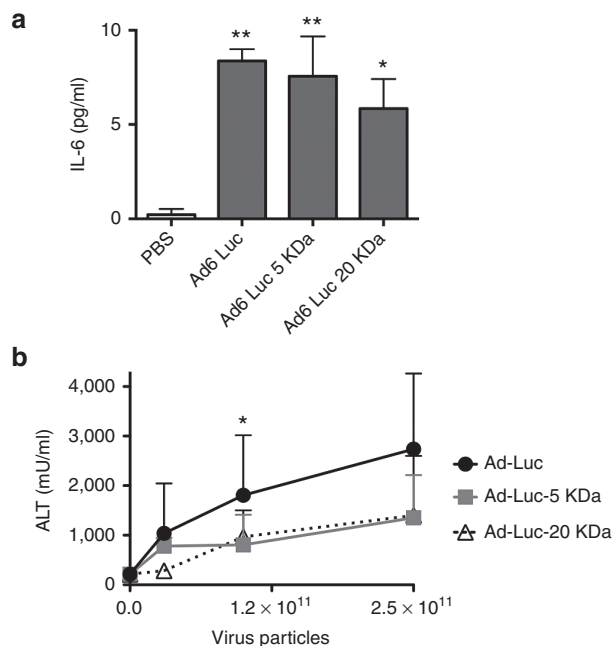 a
10
5
0
IL-6 (pg/ml)
**
**
*
PBS
Ad6 Luc
Ad6 Luc 5 KDa
Ad6 Luc 20 KDa
b
4,000
3,000
2,000
1,000
0
ALT (mU/ml)
*
0.0
1.2 × 10¹¹
2.5 × 10¹¹
Virus particles
Ad-Luc
Ad-Luc-5 KDa
Ad-Luc-20 KDa